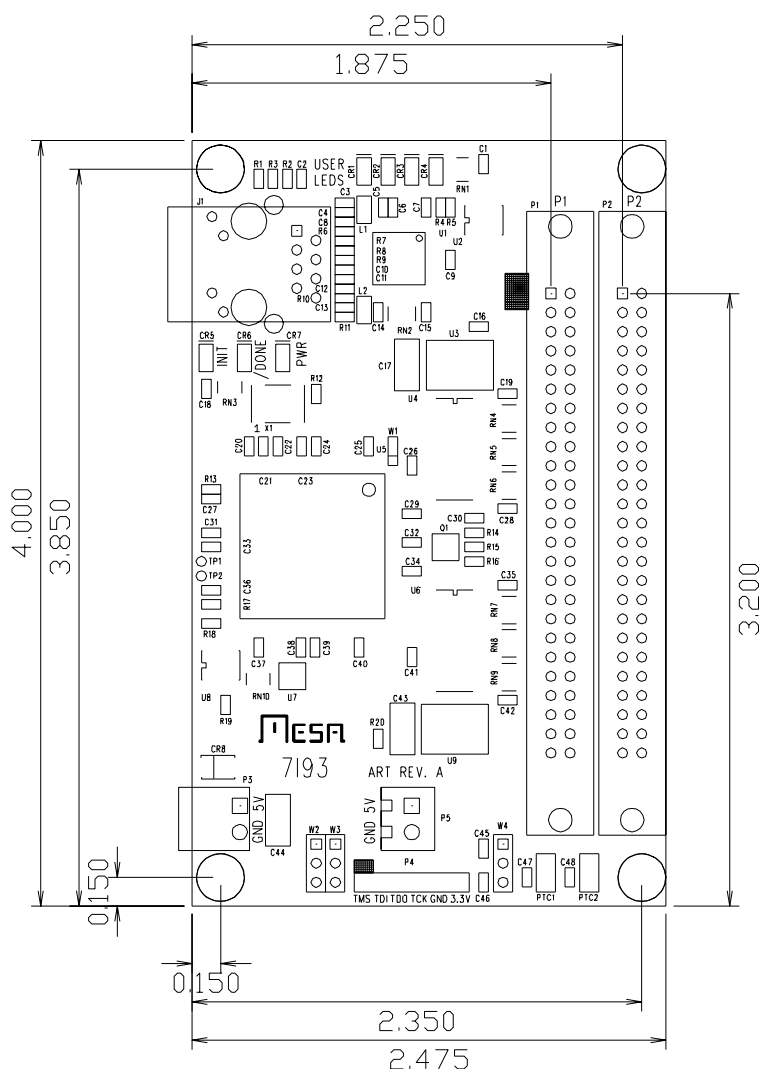 2.250
1.875
R1 R3 R2 C2
USER
LEDS
CR1 CR2 CR3 CR4
RN1
C1
J1
C3
C4
C8
R6
L1
C5
C6
C7
R4 R5
U1
U2
P1 P1
P2 P2
R7
R8
R9
C10
C11
C9
R10
C12
C13
L2
R11
C14
RN2
C15
C16
CR5 CR6 CR7
INIT
/DONE
PWR
C17
U3
C18
RN3
R12
U4
C19
1 X1
RN4
C20
C22
C24
C25
U5
W1
C26
RN5
4.000
3.850
R13
C27
C21 C23
RN6
C29
C30
C28
C31
C33
C32
Q1
R14
R15
R16
TP1
TP2
C34
C36
R17
U6
C35
3.200
R18
RN7
C37
C38
C39
C40
C41
RN8
U8
RN10
U7
RN9
R19
C43
C42
MESA
R20
U9
CR8
7I93
ART REV. A
P3
GND 5V
C44
GND 5V
P5
W2 W3
P4
C45
W4
C46
C47
C48
0.150
TMS TDI TDO TCK GND 3.3V
PTC1
PTC2
0.150
2.350
2.475